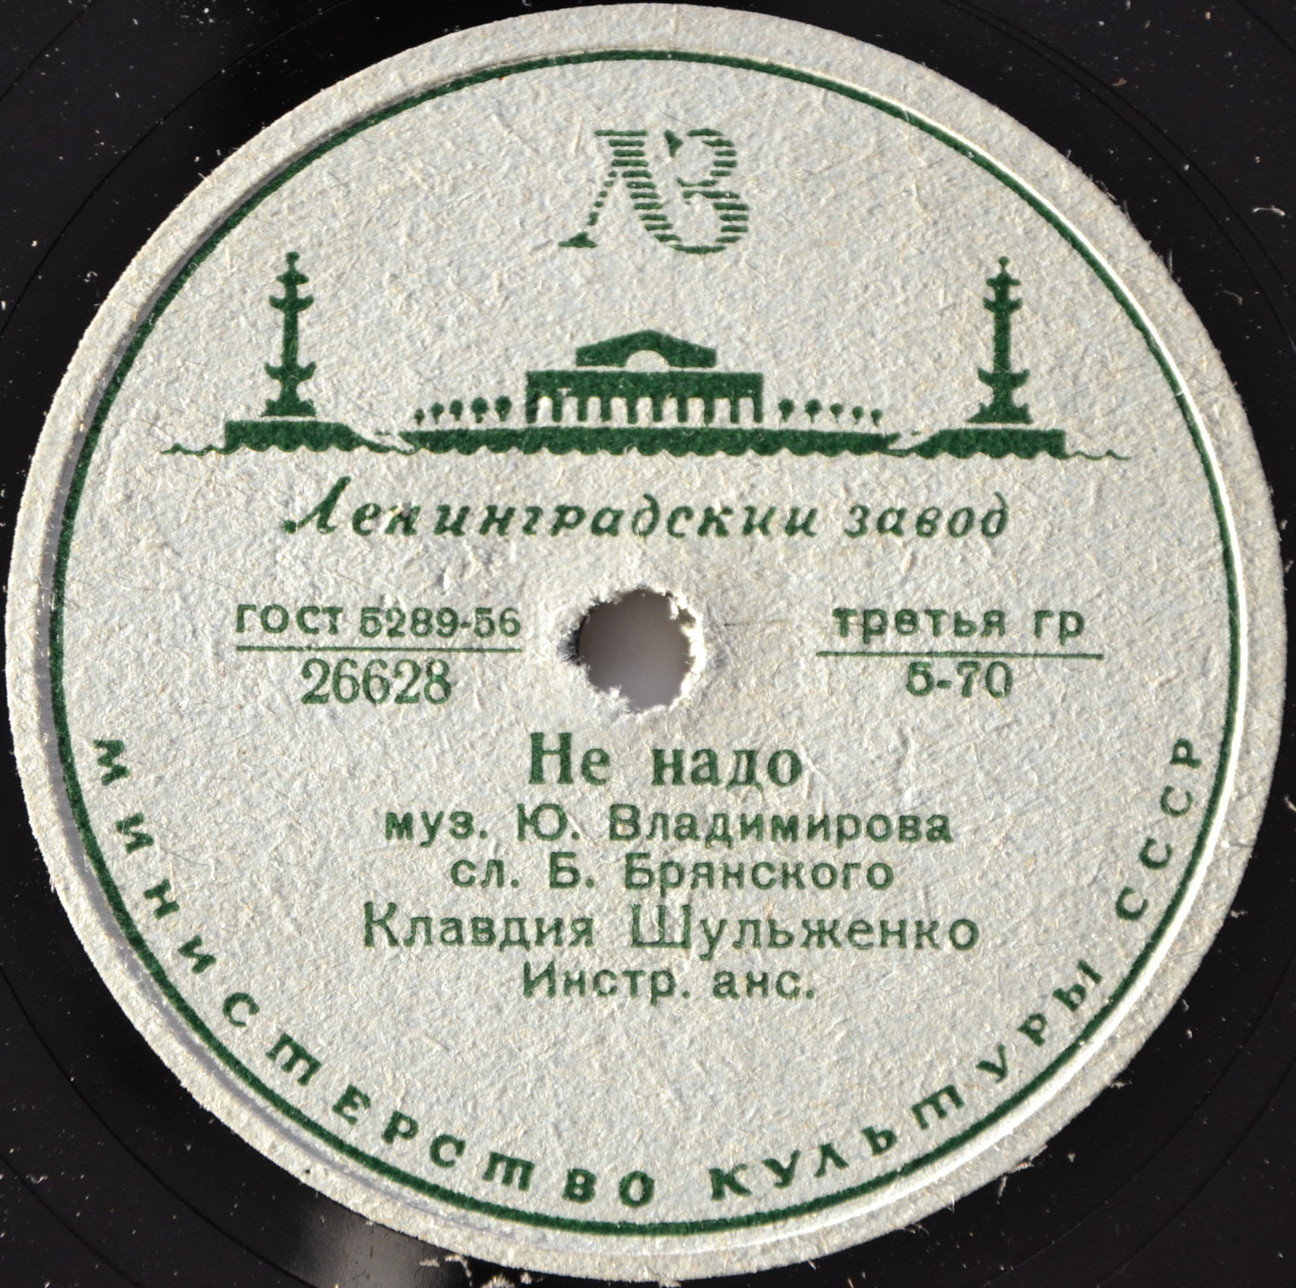 ЛЗ
Ленинградский завод
ГОСТ 5289-56
26628
третья гр
5-70
Не надо
муз. Ю. Владимирова
сл. Б. Брянского
Клавдия Шульженко
Инстр. анс.
МИНИСТЕРСТВО КУЛЬТУРЫ СССР